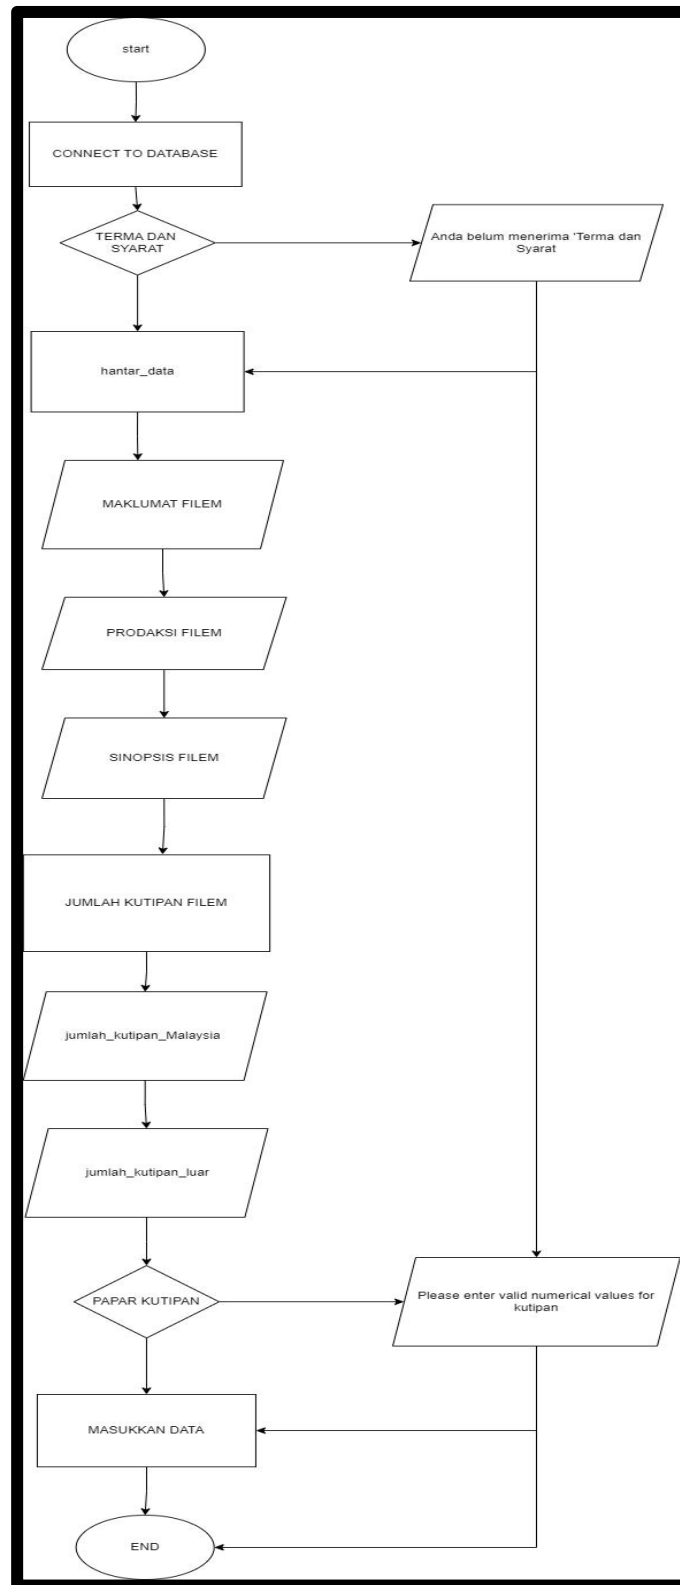 start
CONNECT TO DATABASE
TERMA DAN
SYARAT
Anda belum menerima 'Terma dan
Syarat
hantar_data
MAKLUMAT FILEM
PRODAKSI FILEM
SINOPSIS FILEM
JUMLAH KUTIPAN FILEM
jumlah_kutipan_Malaysia
jumlah_kutipan_luar
PAPAR KUTIPAN
Please enter valid numerical values for
kutipan
MASUKKAN DATA
END